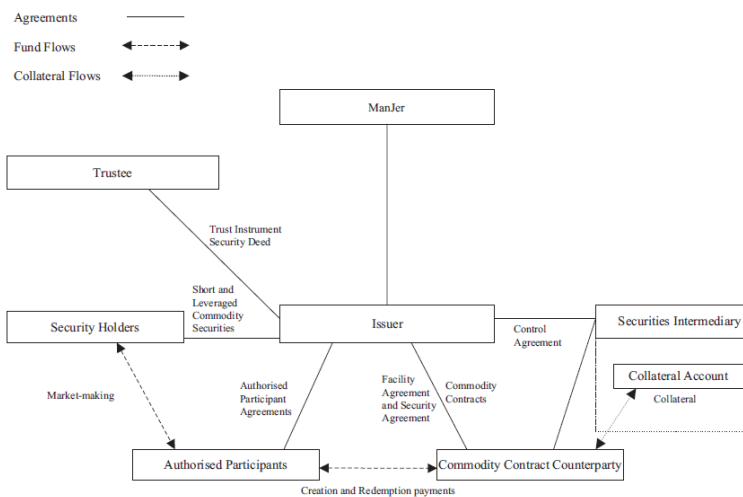 Agreements
Fund Flows
Collateral Flows
ManJer
Trustee
Trust Instrument
Security Deed
Short and
Leveraged
Commodity
Securities
Security Holders
Issuer
Securities Intermediary
Control
Agreement
Collateral Account
Collateral
Market-making
Authorised
Participant
Agreements
Facility
Agreement
and Security
Agreement
Commodity
Contracts
Authorised Participants
Commodity Contract Counterparty
Creation and Redemption payments